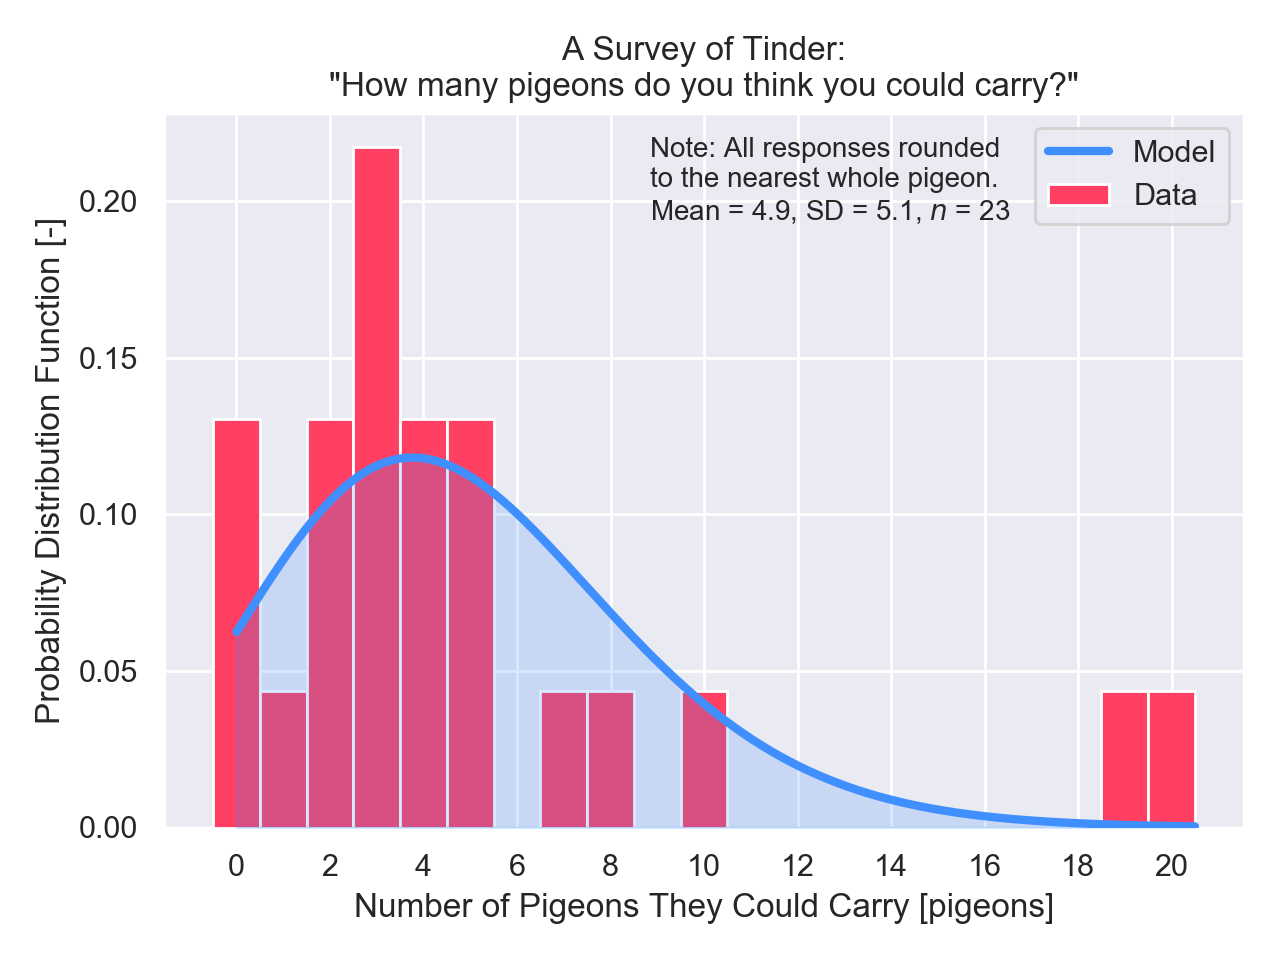 A Survey of Tinder:
"How many pigeons do you think you could carry?"
Note: All responses rounded
to the nearest whole pigeon.
Mean = 4.9, SD = 5.1, n = 23
Model
Data
Probability Distribution Function [-]
0.20
0.15
0.10
0.05
0.00
0 2 4 6 8 10 12 14 16 18 20
Number of Pigeons They Could Carry [pigeons]